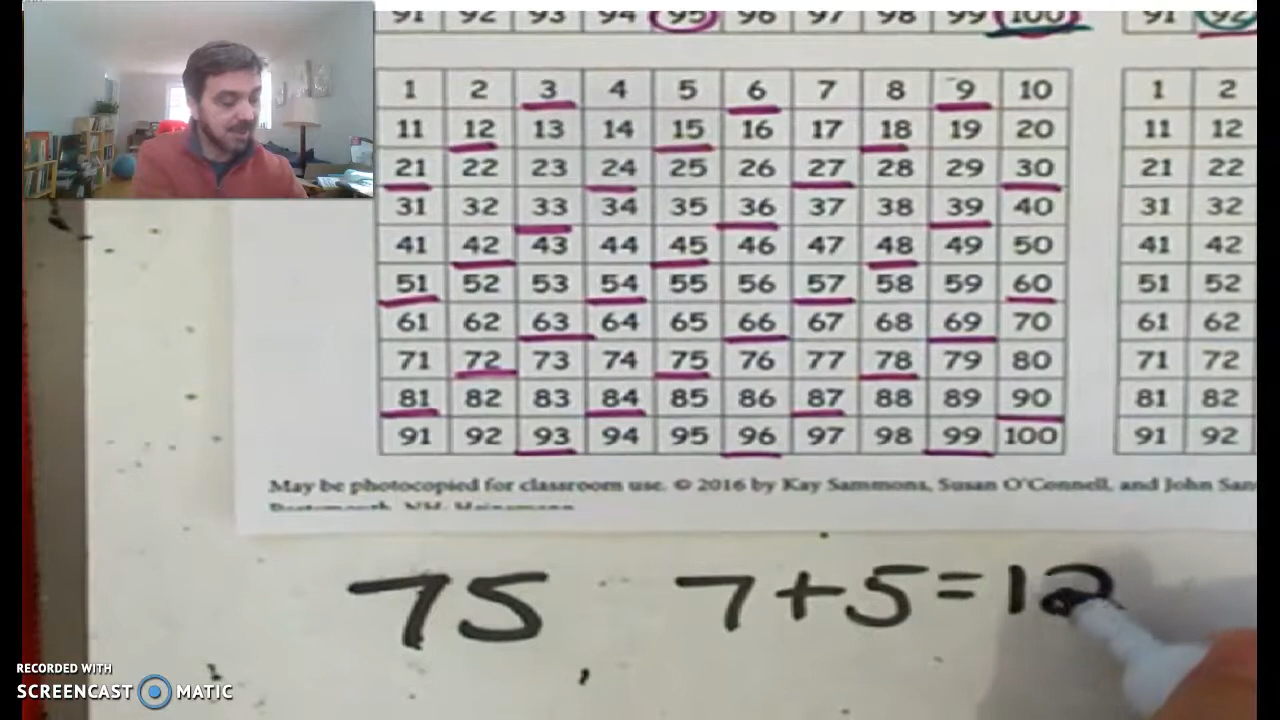 91 92 93 94 95 96 97 98 99 100 91 92
1 2 3 4 5 6 7 8 9 10 1 2
11 12 13 14 15 16 17 18 19 20 11 12
21 22 23 24 25 26 27 28 29 30 21 22
31 32 33 34 35 36 37 38 39 40 31 32
41 42 43 44 45 46 47 48 49 50 41 42
51 52 53 54 55 56 57 58 59 60 51 52
61 62 63 64 65 66 67 68 69 70 61 62
71 72 73 74 75 76 77 78 79 80 71 72
81 82 83 84 85 86 87 88 89 90 81 82
91 92 93 94 95 96 97 98 99 100 91 92
May be photocopied for classroom use. © 2016 by Kay Sammons, Susan O'Connell, and John San
75 7+5=12
RECORDED WITH
SCREENCAST MATIC